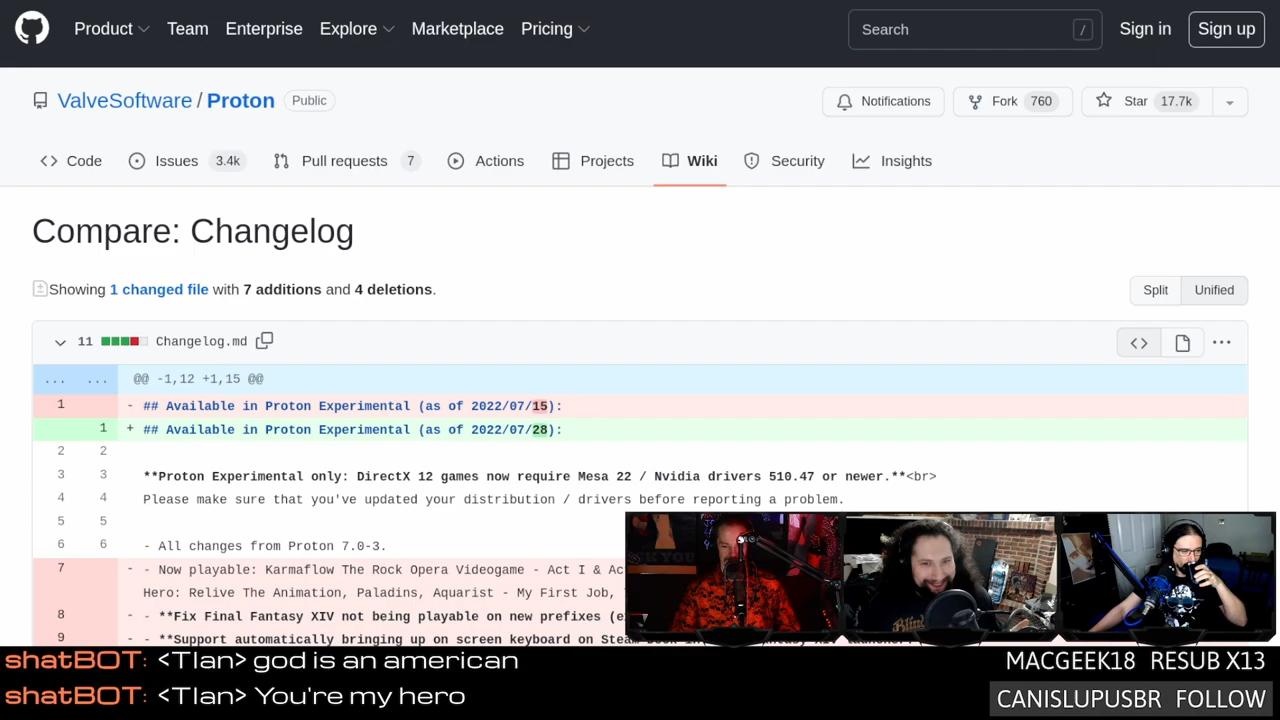 Product Team Enterprise Explore Marketplace Pricing Search / Sign in Sign up
ValveSoftware / Proton Public Notifications Fork 760 Star 17.7k
Code Issues 3.4k Pull requests 7 Actions Projects Wiki Security Insights
Compare: Changelog
Showing 1 changed file with 7 additions and 4 deletions. Split Unified
11 Changelog.md
... ... @@ -1,12 +1,15 @@
1 - ## Available in Proton Experimental (as of 2022/07/15):
1 + ## Available in Proton Experimental (as of 2022/07/28):
2 2
3 3 **Proton Experimental only: DirectX 12 games now require Mesa 22 / Nvidia drivers 510.47 or newer.**<br>
4 4 Please make sure that you've updated your distribution / drivers before reporting a problem.
5 5
6 6 - All changes from Proton 7.0-3.
7 - - Now playable: Karmaflow The Rock Opera Videogame - Act I & Ac
Hero: Relive The Animation, Paladins, Aquarist - My First Job,
8 - - **Fix Final Fantasy XIV not being playable on new prefixes (e
9 - - **Support automatically bringing up on screen keyboard on Steam
shatBOT: <Tlan> god is an american
shatBOT: <Tlan> You're my hero
MACGEEK18 RESUB X13
CANISLUPUSBR FOLLOW